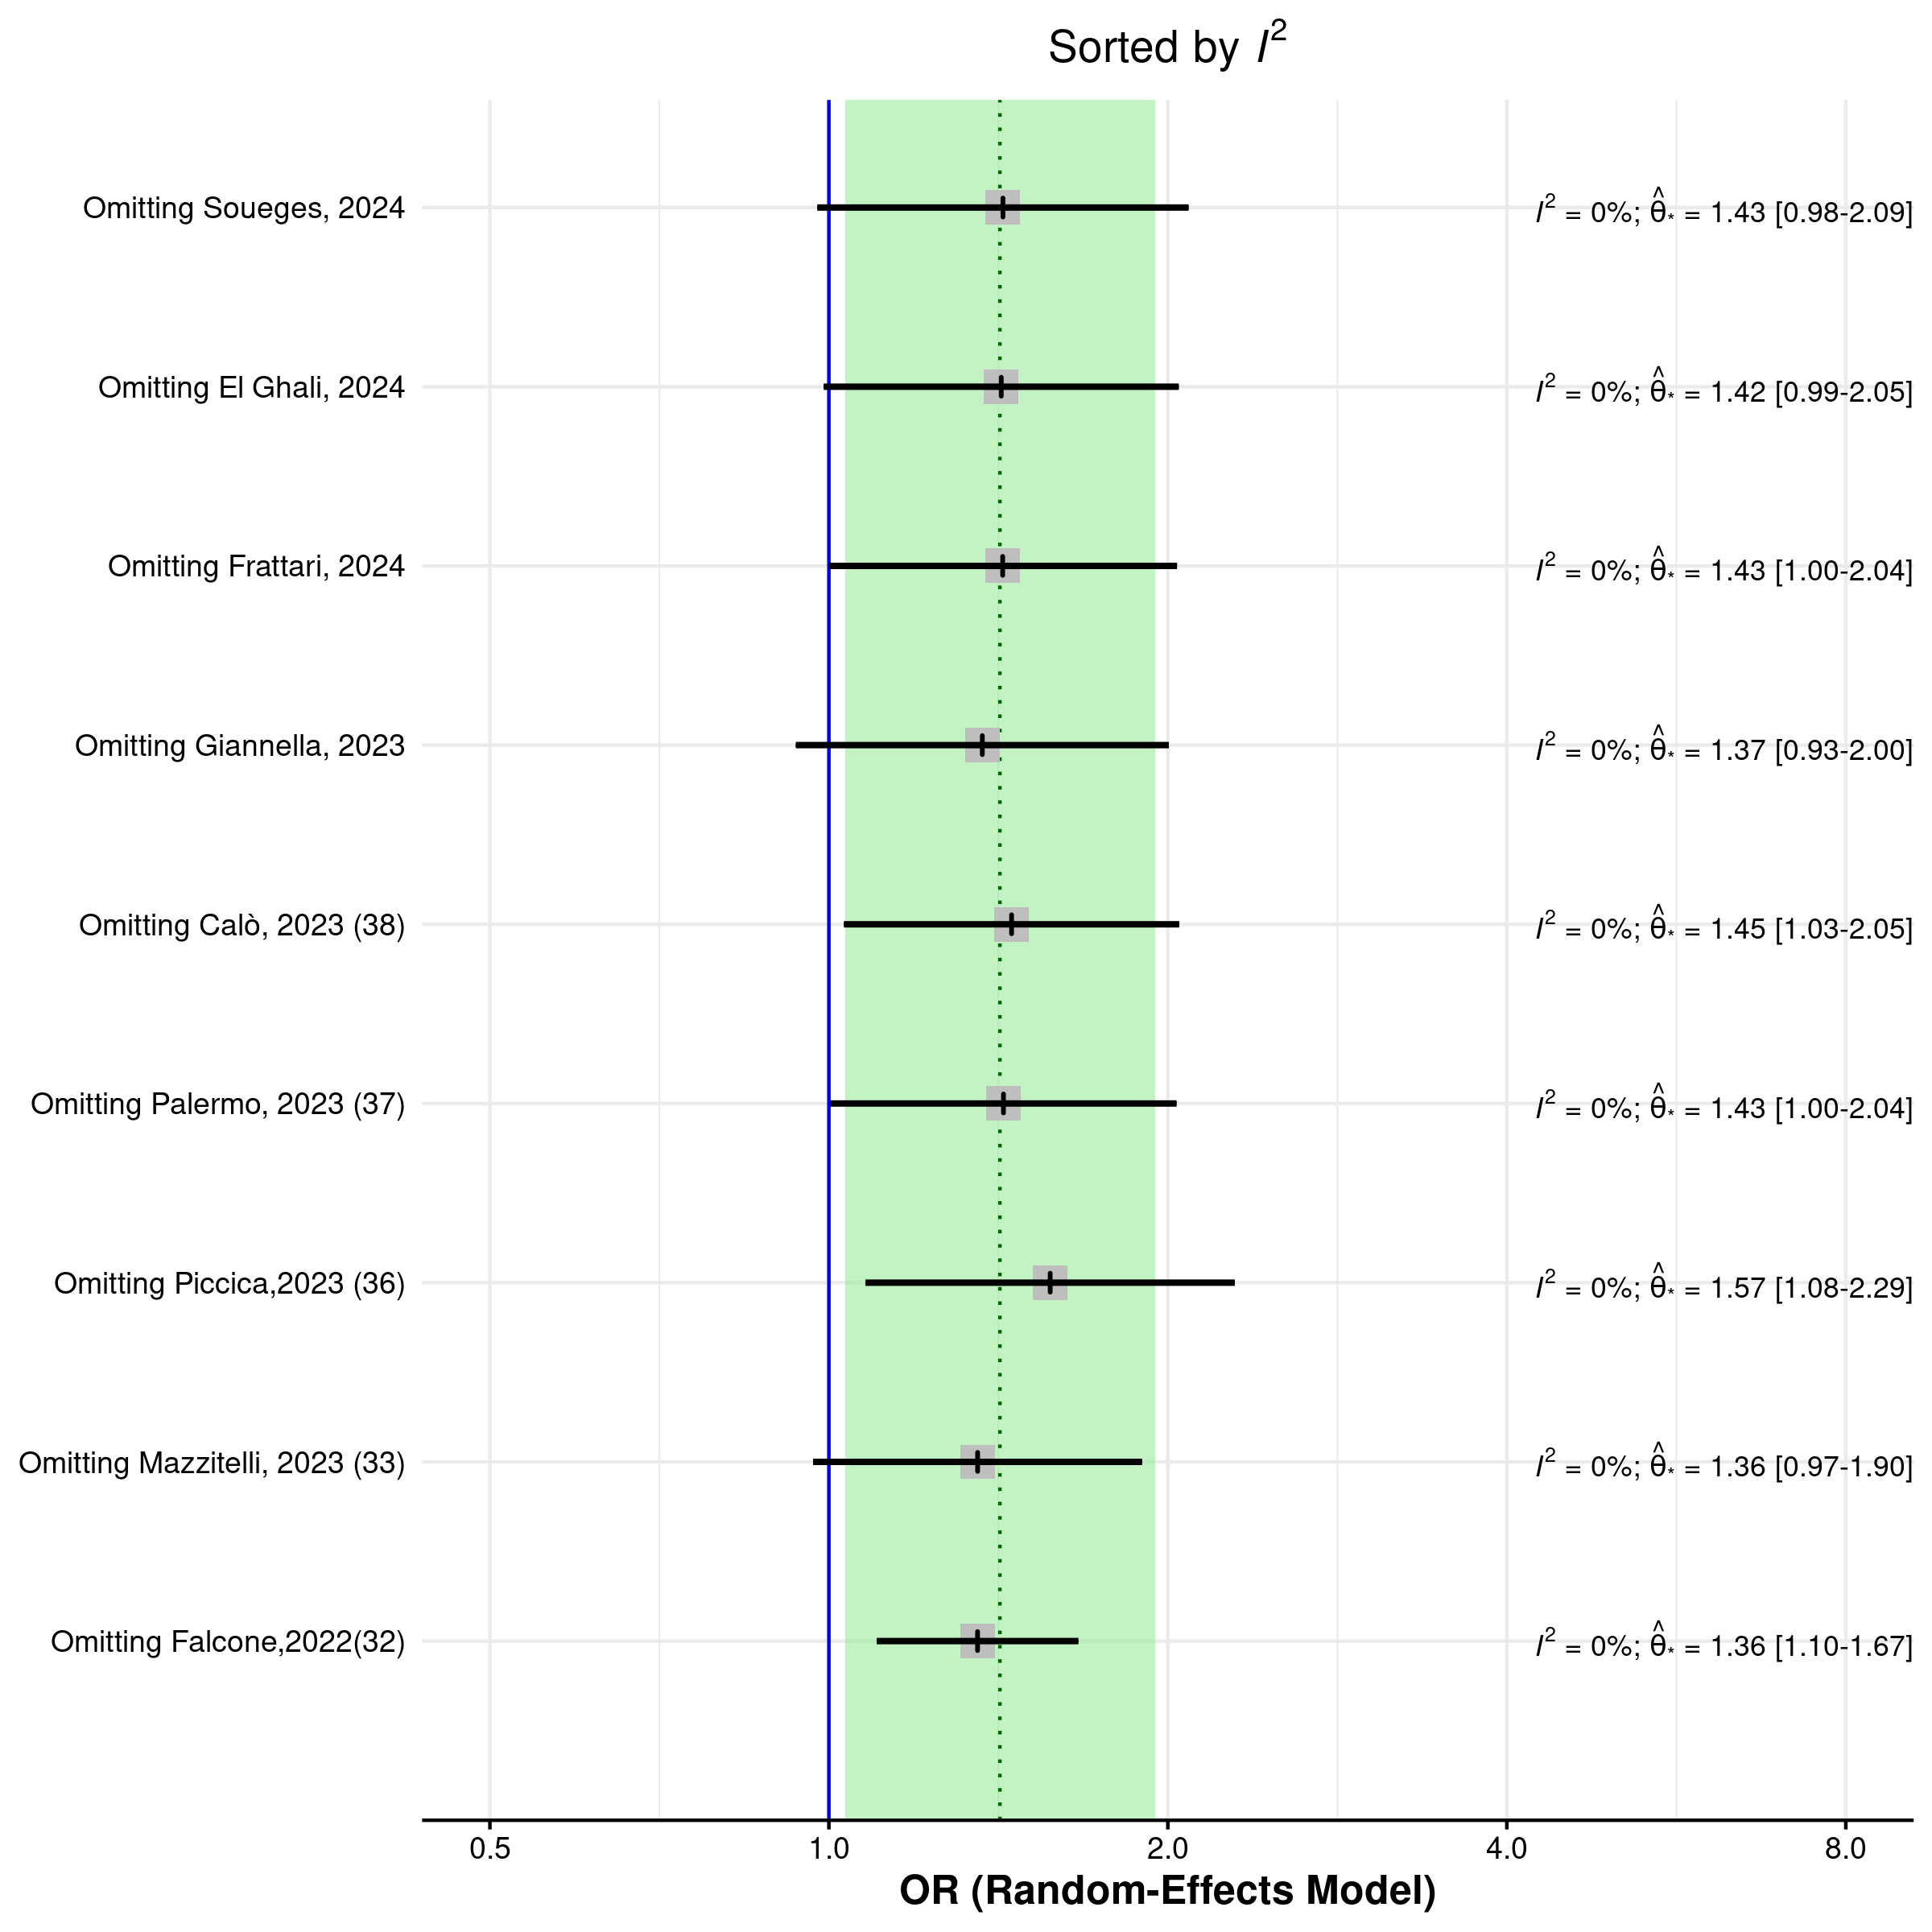 Sorted by I²
Omitting Soueges, 2024 I² = 0%; θ̂* = 1.43 [0.98-2.09]
Omitting El Ghali, 2024 I² = 0%; θ̂* = 1.42 [0.99-2.05]
Omitting Frattari, 2024 I² = 0%; θ̂* = 1.43 [1.00-2.04]
Omitting Giannella, 2023 I² = 0%; θ̂* = 1.37 [0.93-2.00]
Omitting Calò, 2023 (38) I² = 0%; θ̂* = 1.45 [1.03-2.05]
Omitting Palermo, 2023 (37) I² = 0%; θ̂* = 1.43 [1.00-2.04]
Omitting Piccica,2023 (36) I² = 0%; θ̂* = 1.57 [1.08-2.29]
Omitting Mazzitelli, 2023 (33) I² = 0%; θ̂* = 1.36 [0.97-1.90]
Omitting Falcone,2022(32) I² = 0%; θ̂* = 1.36 [1.10-1.67]
0.5 1.0 2.0 4.0 8.0
OR (Random-Effects Model)